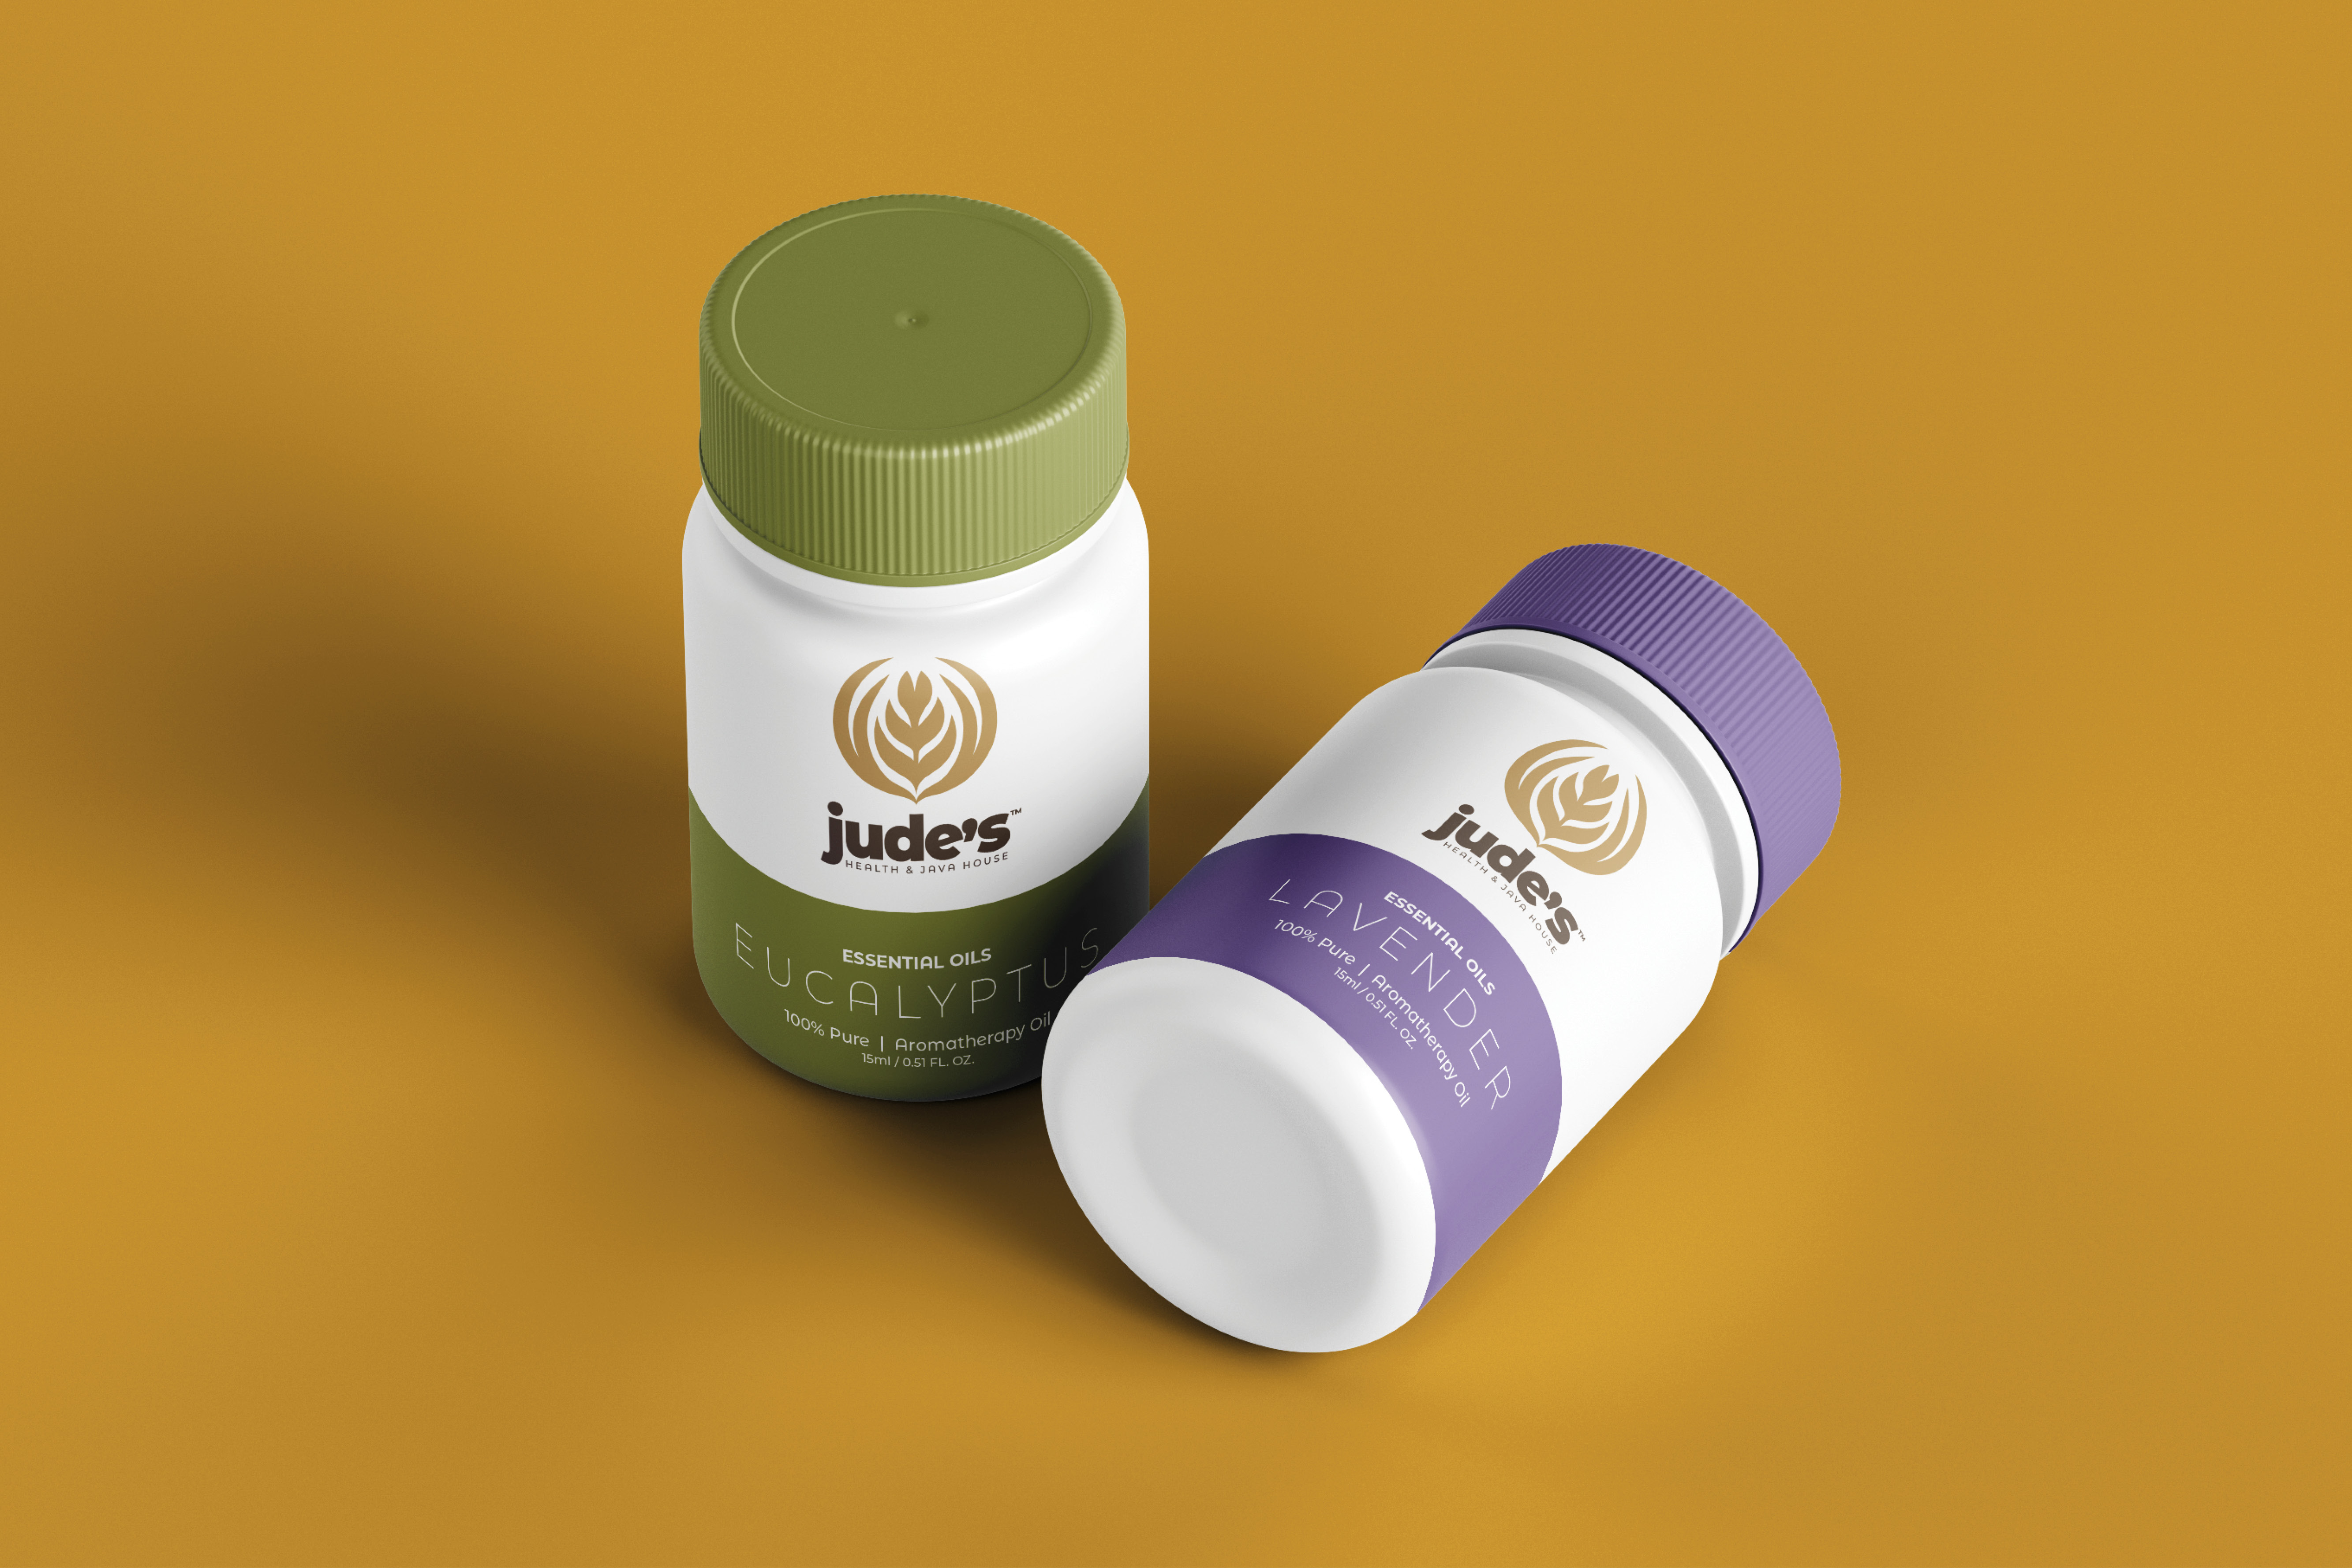 jude's™
HEALTH & JAVA HOUSE
ESSENTIAL OILS
EUCALYPTUS
100% Pure | Aromatherapy Oil
15ml / 0.51 FL. OZ.
jude's™
HEALTH & JAVA HOUSE
ESSENTIAL OILS
LAVENDER
100% Pure | Aromatherapy Oil
15ml / 0.51 FL. OZ.